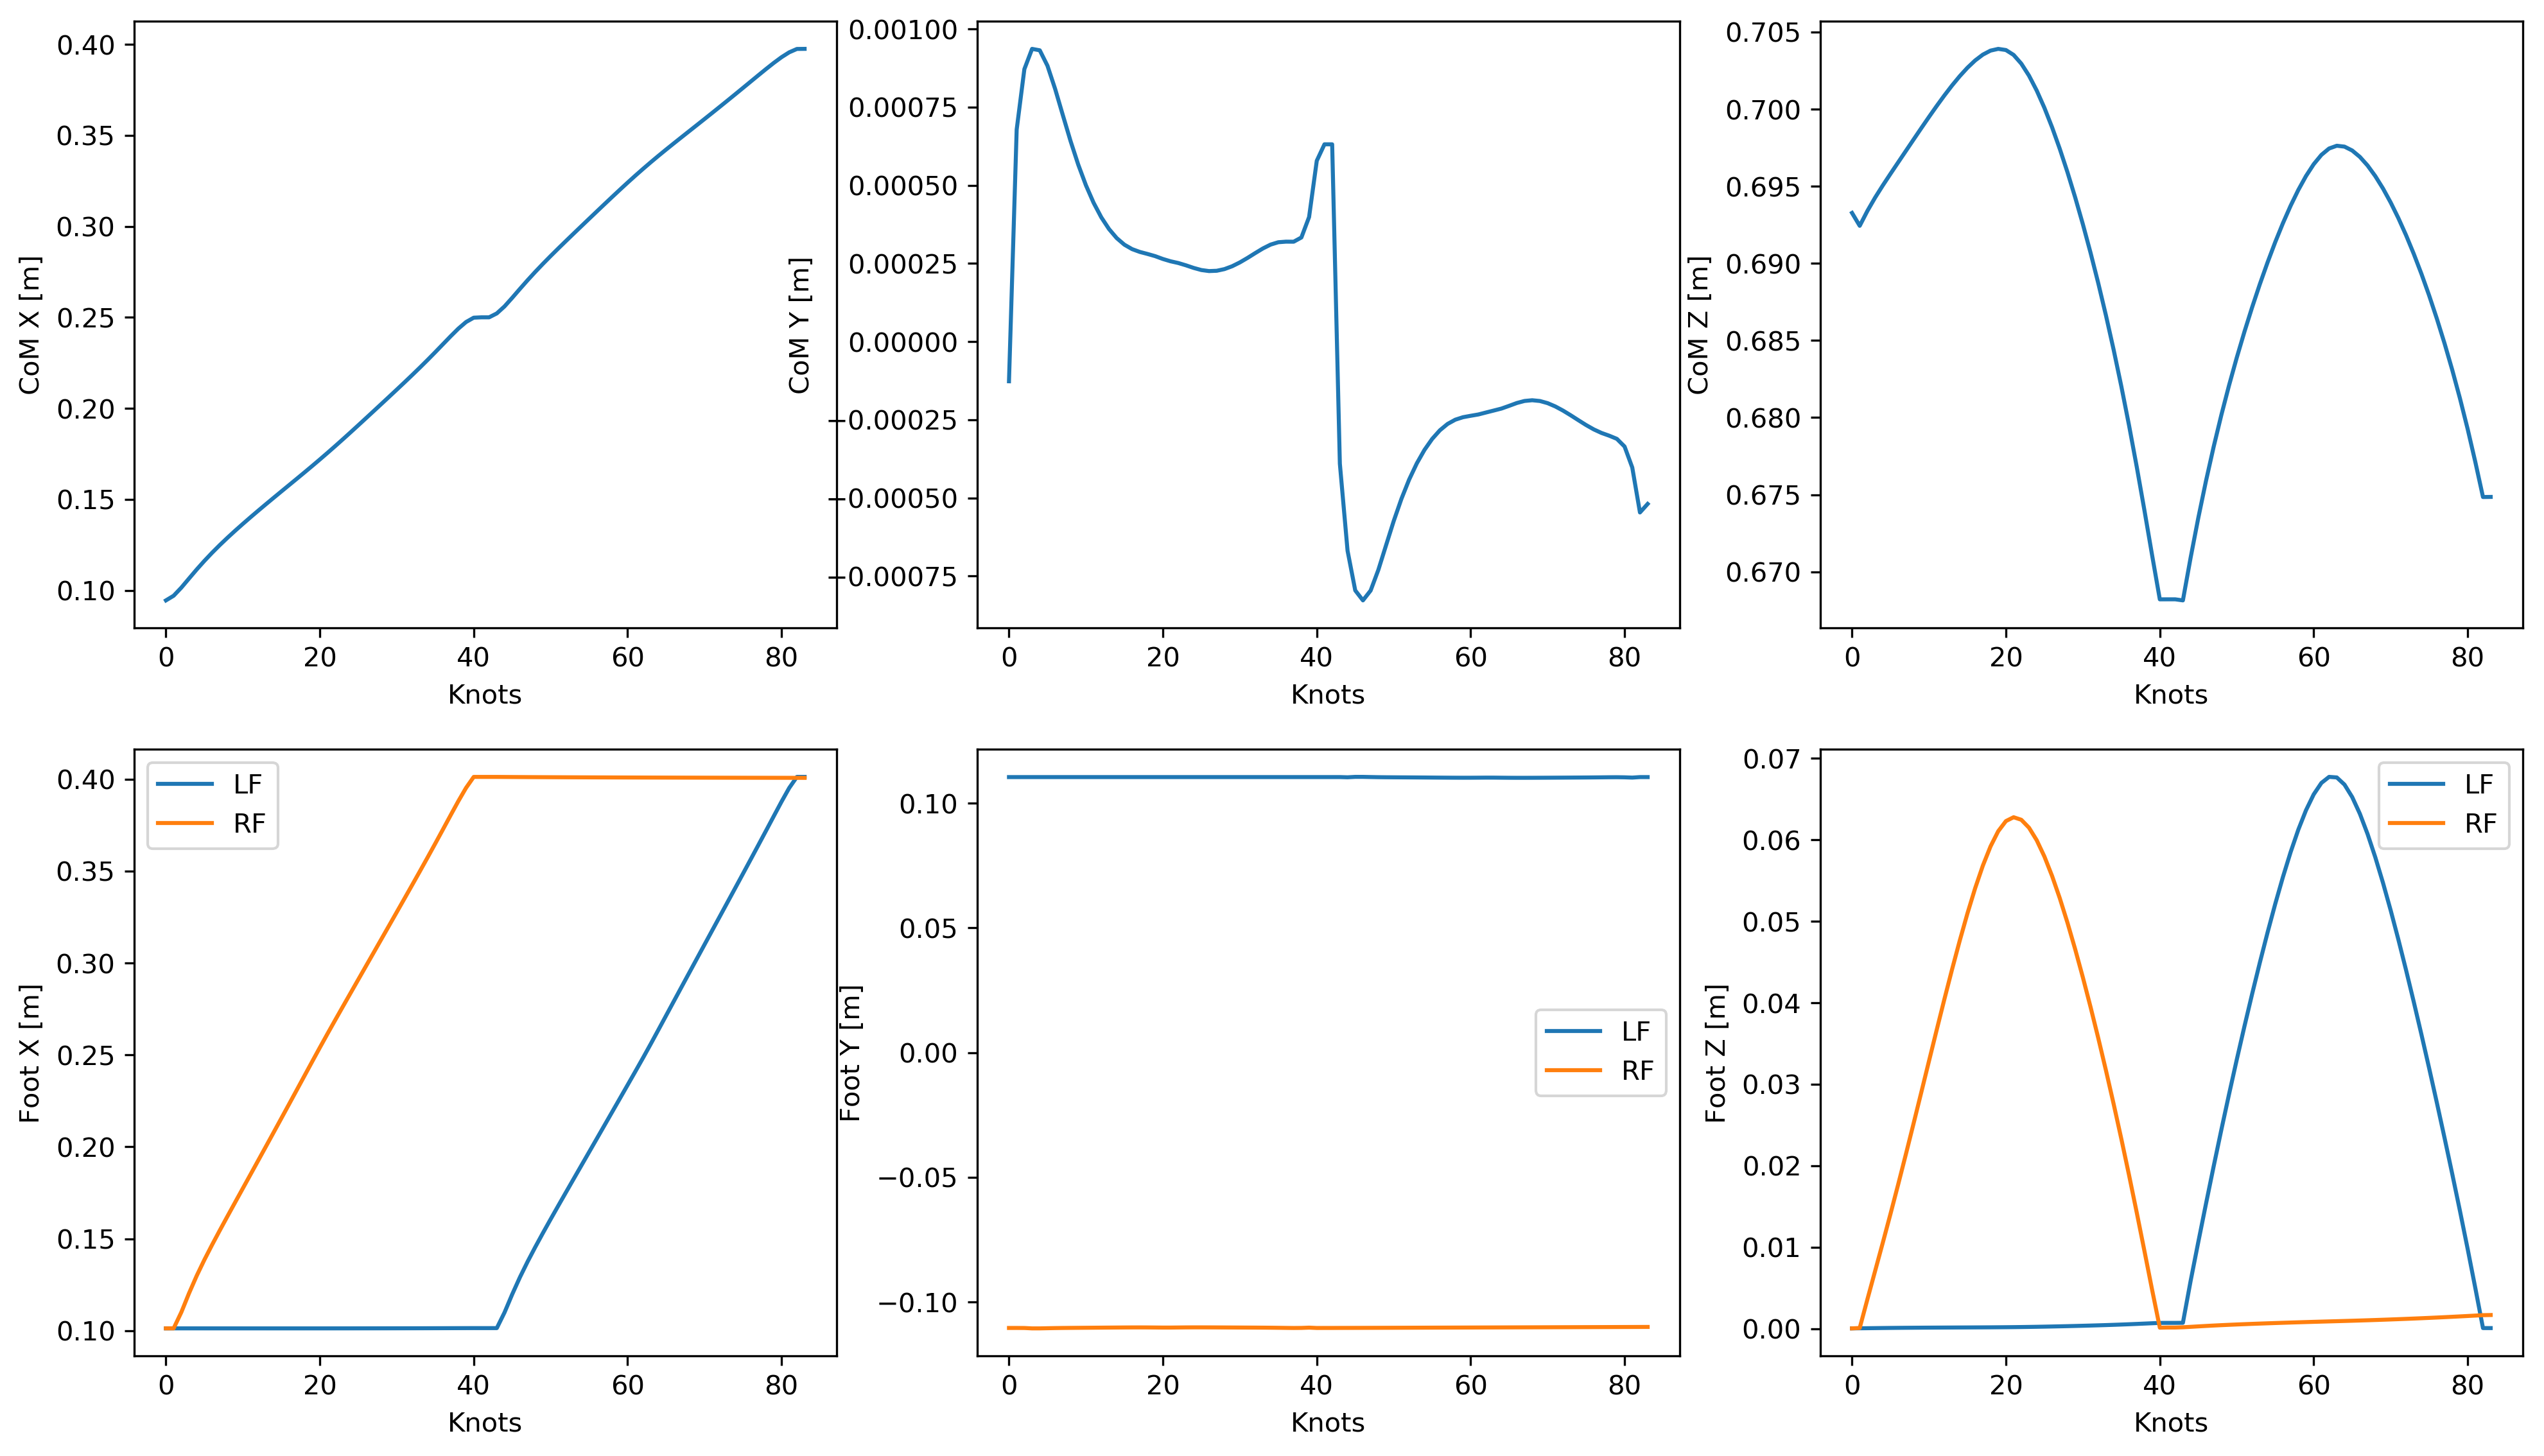 0.40
0.35
0.30
0.25
0.20
0.15
0.10
CoM X [m]
0 20 40 60 80
Knots
0.00100
0.00075
0.00050
0.00025
0.00000
−0.00025
−0.00050
−0.00075
CoM Y [m]
0 20 40 60 80
Knots
0.705
0.700
0.695
0.690
0.685
0.680
0.675
0.670
CoM Z [m]
0 20 40 60 80
Knots
0.40
0.35
0.30
0.25
0.20
0.15
0.10
Foot X [m]
LF
RF
0 20 40 60 80
Knots
0.10
0.05
0.00
−0.05
−0.10
Foot Y [m]
LF
RF
0 20 40 60 80
Knots
0.07
0.06
0.05
0.04
0.03
0.02
0.01
0.00
Foot Z [m]
LF
RF
0 20 40 60 80
Knots